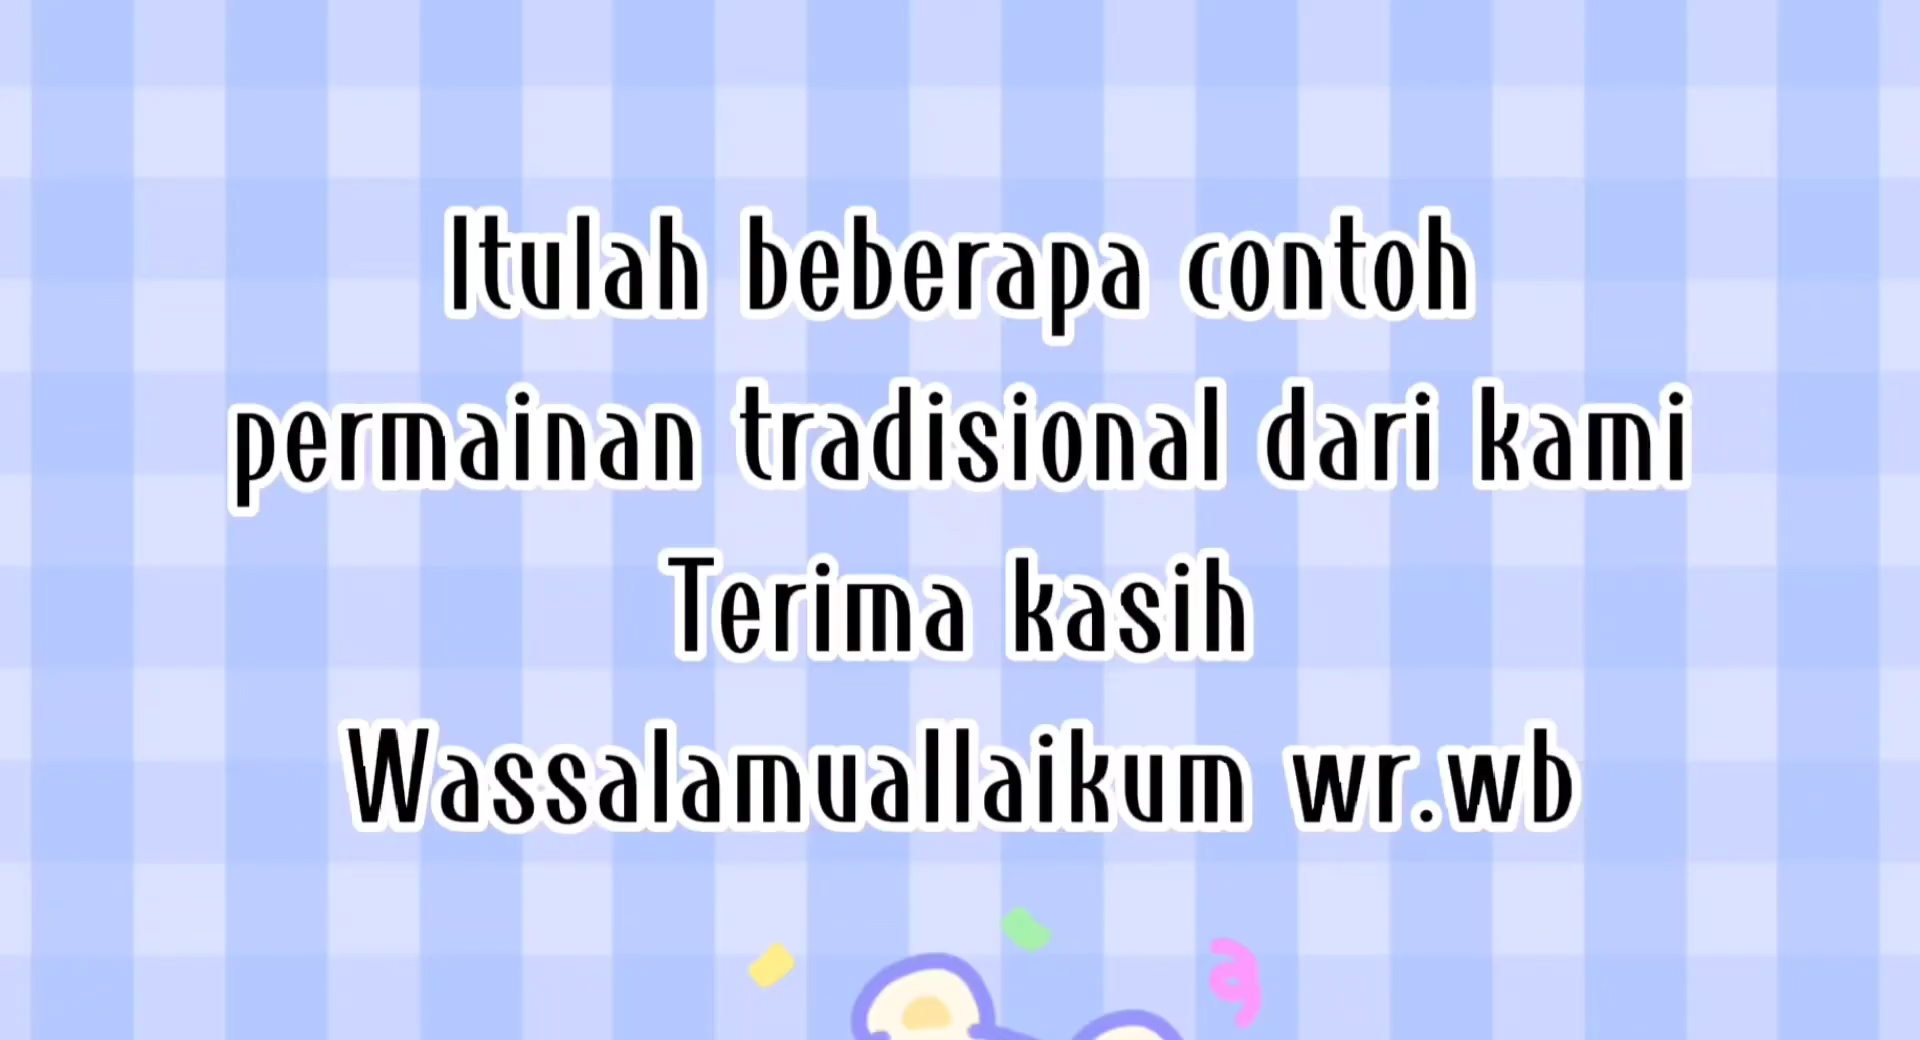 Itulah beberapa contoh
permainan tradisional dari kami
Terima kasih
Wassalamuallaikum wr.wb